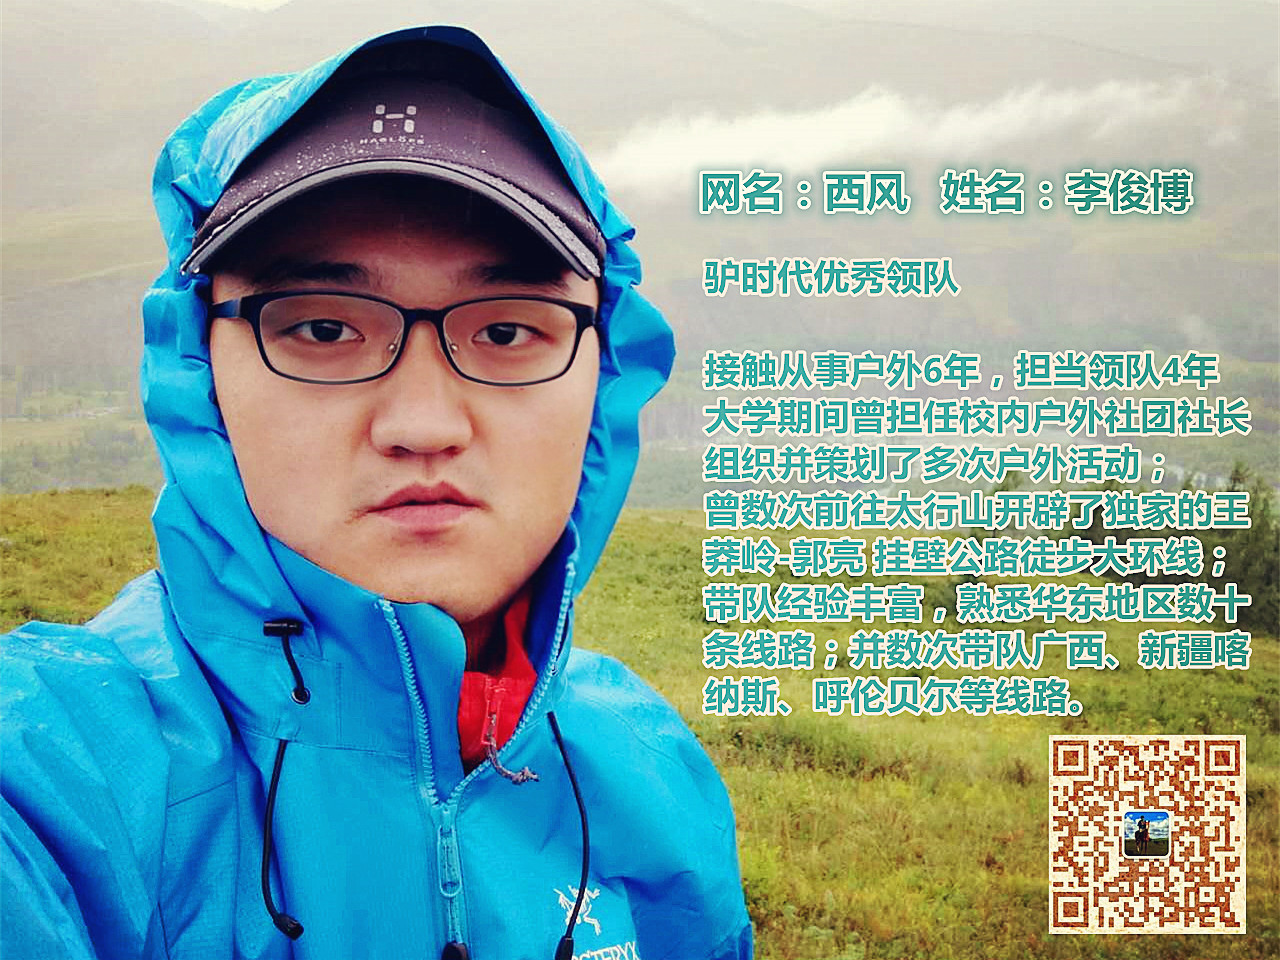 HAGLÖFS
网名：西风 姓名：李俊博
驴时代优秀领队
接触从事户外6年，担当领队4年
大学期间曾担任校内户外社团社长
组织并策划了多次户外活动；
曾数次前往太行山开辟了独家的王
莽岭-郭亮 挂壁公路徒步大环线；
带队经验丰富，熟悉华东地区数十
条线路；并数次带队广西、新疆喀
纳斯、呼伦贝尔等线路。